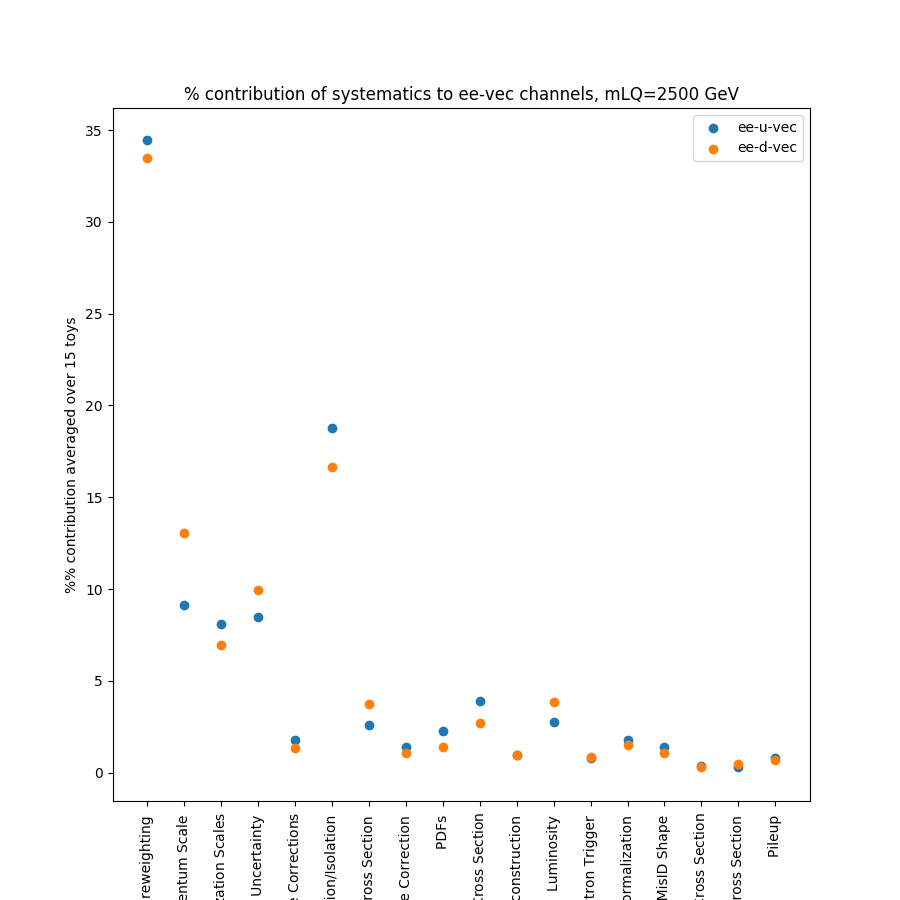 % contribution of systematics to ee-vec channels, mLQ=2500 GeV
ee-u-vec
ee-d-vec
%% contribution averaged over 15 toys
35
30
25
20
15
10
5
0
reweighting
entum Scale
zation Scales
Uncertainty
e Corrections
ion/Isolation
ross Section
e Correction
PDFs
Cross Section
construction
Luminosity
tron Trigger
ormalization
MisID Shape
Cross Section
ross Section
Pileup